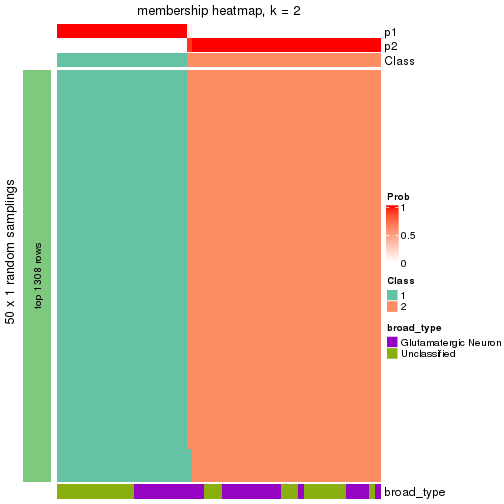 membership heatmap, k = 2
p1
p2
Class
50 x 1 random samplings
top 1308 rows
Prob
1
0.5
0
Class
1
2
broad_type
Glutamatergic Neuron
Unclassified
broad_type